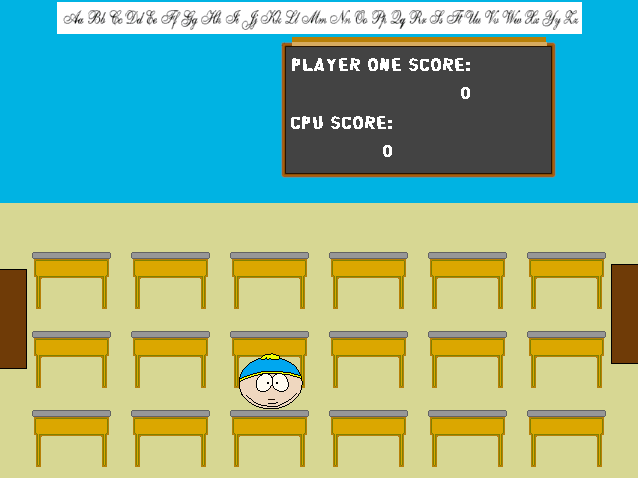 Aa Bb Cc Dd Ee Ff Gg Hh Ii Jj Kk Ll Mm Nn Oo Pp Qq Rr Ss Tt Uu Vv Ww Xx Yy Zz
PLAYER ONE SCORE:
0
CPU SCORE:
0